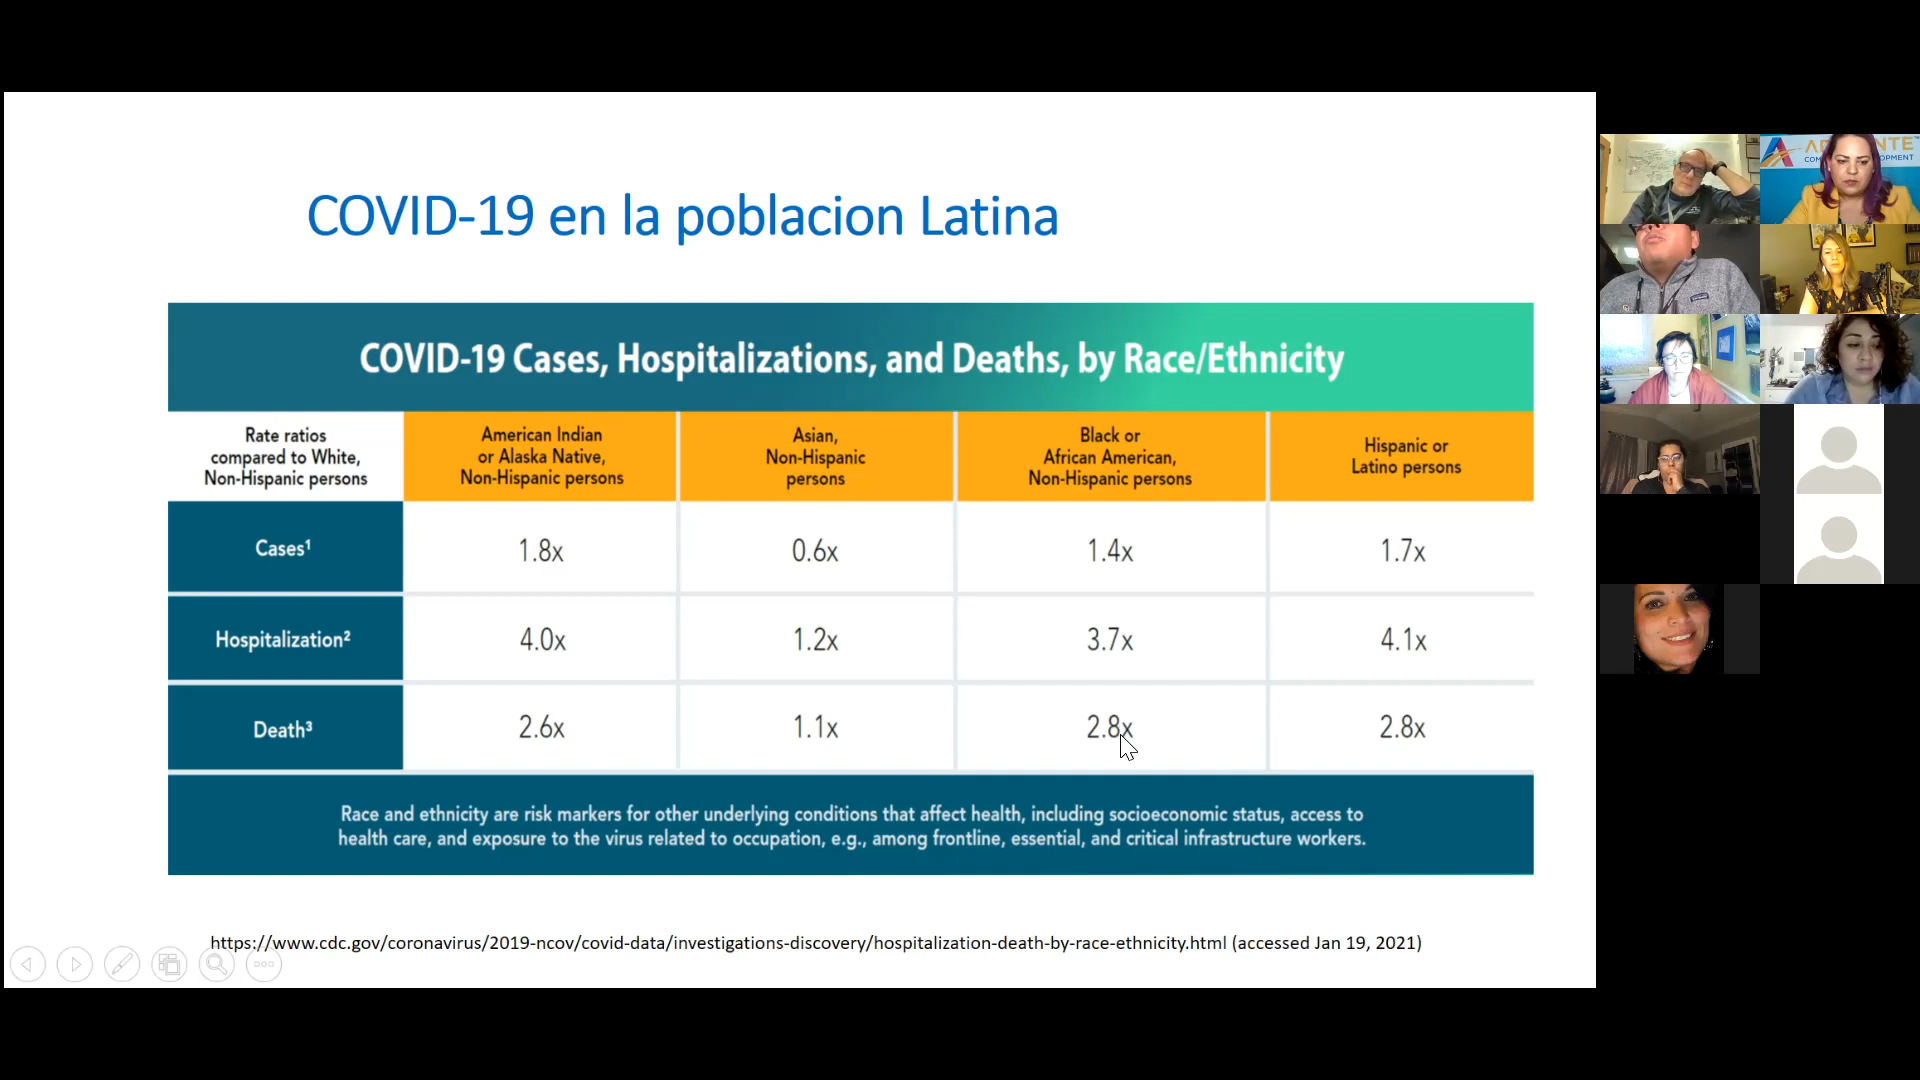 COVID-19 en la poblacion Latina
COVID-19 Cases, Hospitalizations, and Deaths, by Race/Ethnicity
Rate ratios
compared to White,
Non-Hispanic persons
American Indian
or Alaska Native,
Non-Hispanic persons
Asian,
Non-Hispanic
persons
Black or
African American,
Non-Hispanic persons
Hispanic or
Latino persons
Cases¹ 1.8x 0.6x 1.4x 1.7x
Hospitalization² 4.0x 1.2x 3.7x 4.1x
Death³ 2.6x 1.1x 2.8x 2.8x
Race and ethnicity are risk markers for other underlying conditions that affect health, including socioeconomic status, access to
health care, and exposure to the virus related to occupation, e.g., among frontline, essential, and critical infrastructure workers.
https://www.cdc.gov/coronavirus/2019-ncov/covid-data/investigations-discovery/hospitalization-death-by-race-ethnicity.html (accessed Jan 19, 2021)